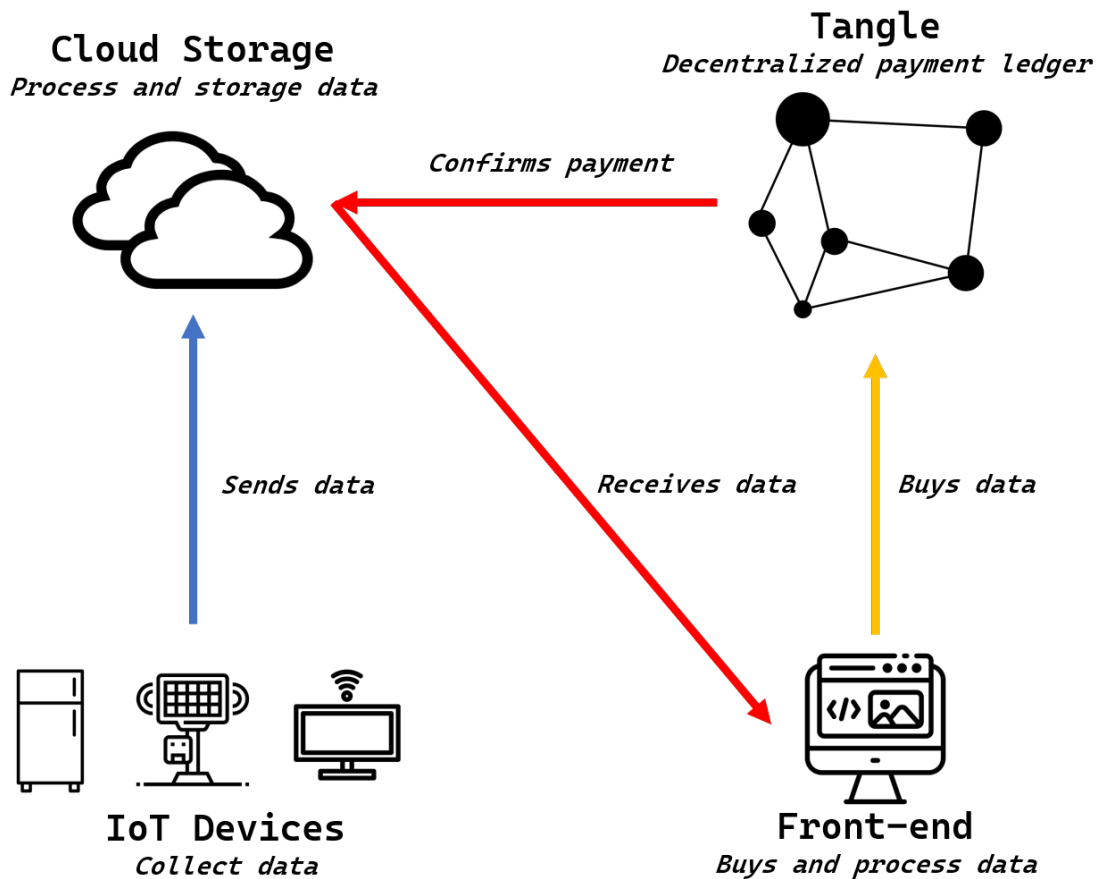 Cloud Storage
Process and storage data
Tangle
Decentralized payment ledger
Confirms payment
Sends data
Receives data
Buys data
</>
IoT Devices
Collect data
Front-end
Buys and process data